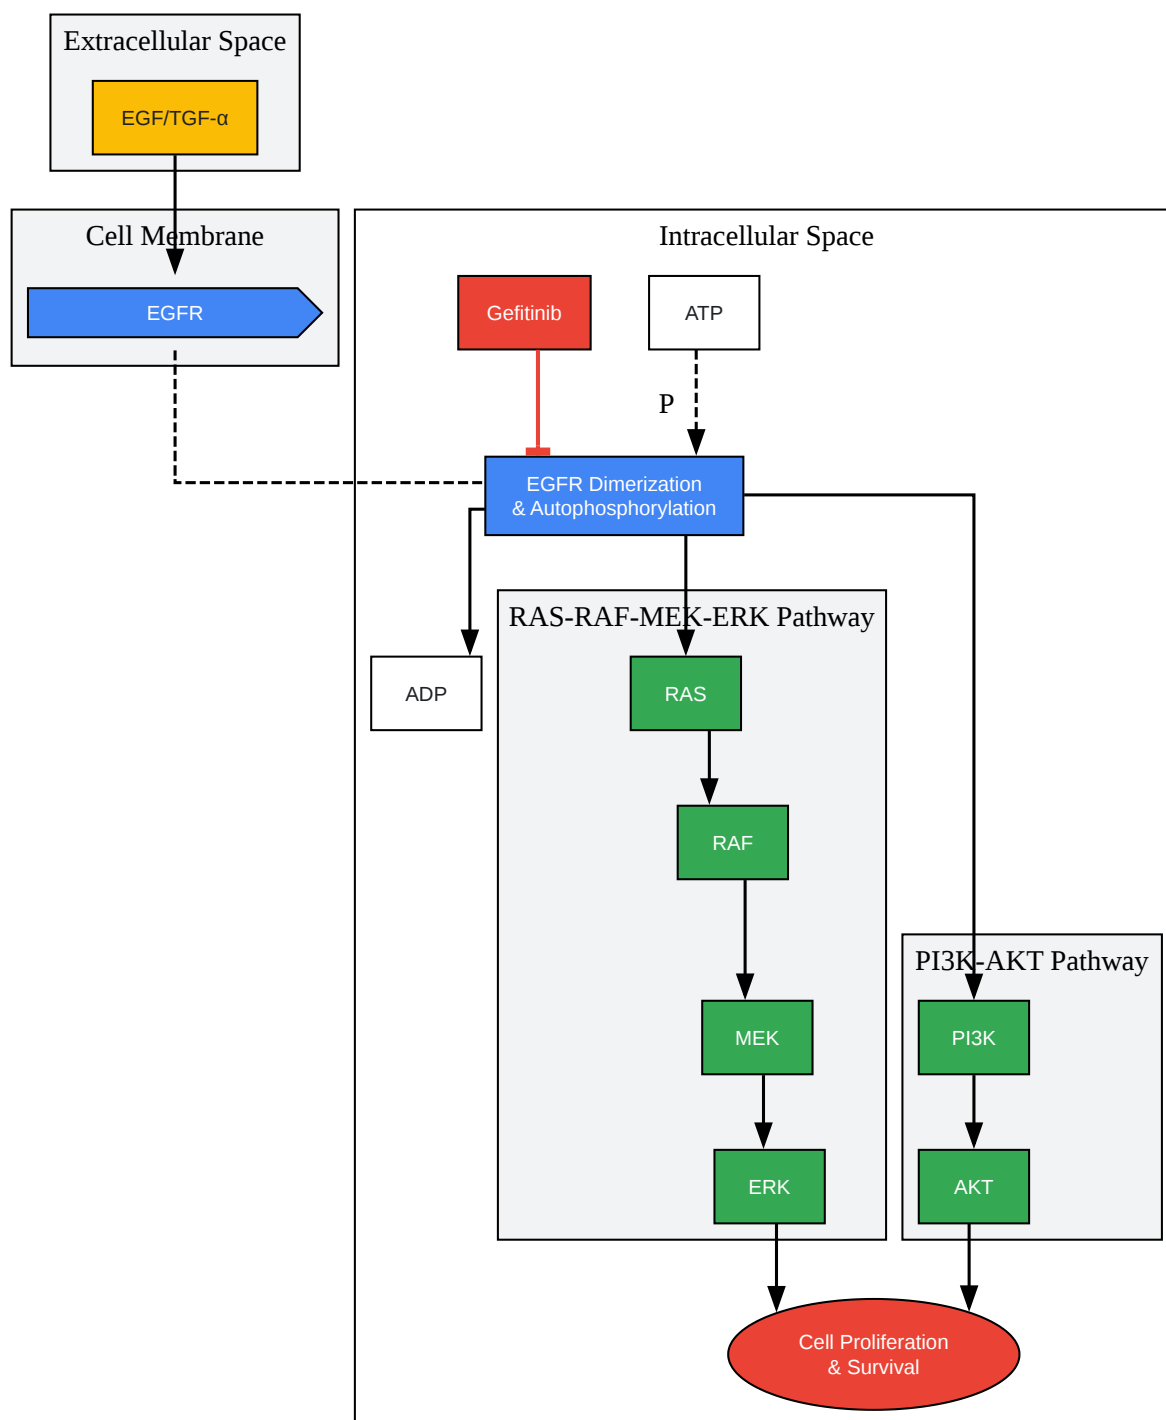 Extracellular Space
EGF/TGF-α
Cell Membrane
EGFR
Intracellular Space
Gefitinib
ATP
P
EGFR Dimerization
& Autophosphorylation
ADP
RAS-RAF-MEK-ERK Pathway
RAS
RAF
MEK
ERK
PI3K-AKT Pathway
PI3K
AKT
Cell Proliferation
& Survival